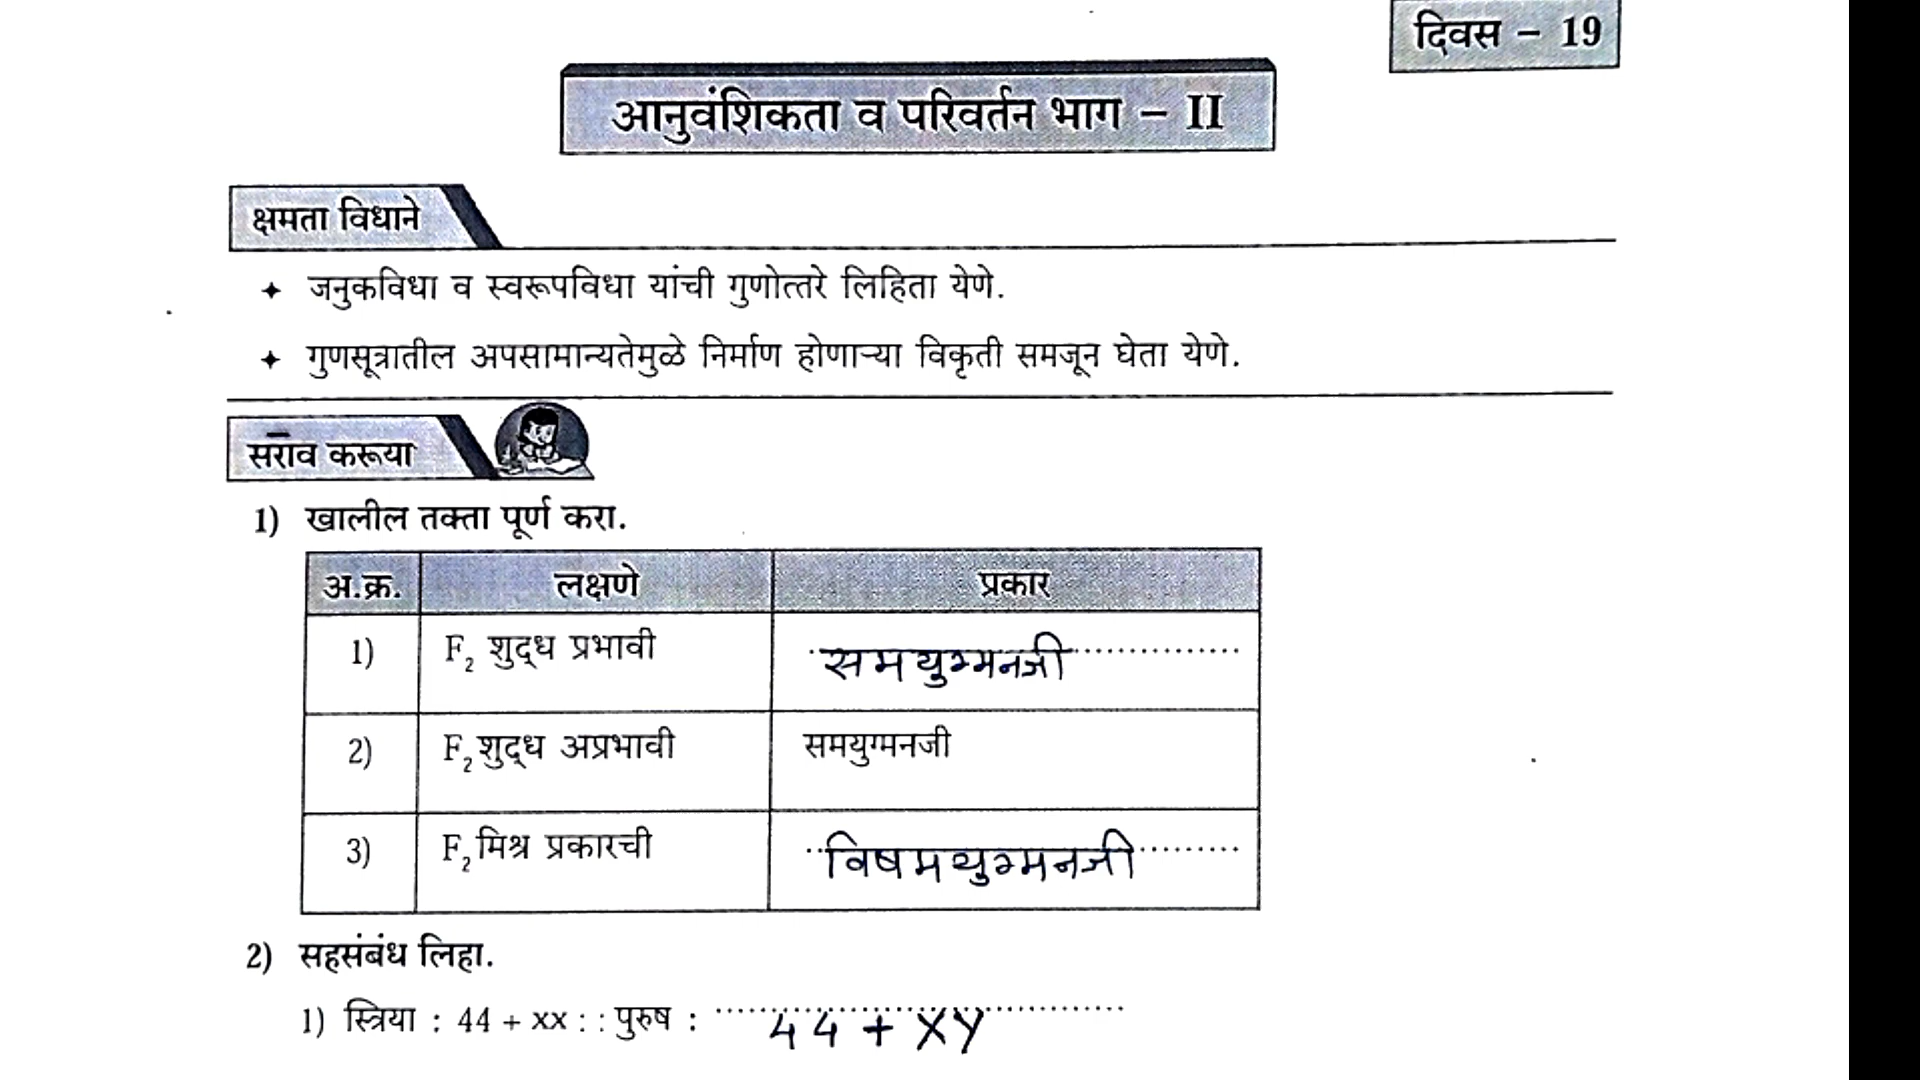 दिवस – 19
आनुवंशिकता व परिवर्तन भाग – II
क्षमता विधाने
✦ जनुकविधा व स्वरूपविधा यांची गुणोत्तरे लिहिता येणे.
✦ गुणसूत्रातील अपसामान्यतेमुळे निर्माण होणाऱ्या विकृती समजून घेता येणे.
सराव करूया
1) खालील तक्ता पूर्ण करा.
अ.क्र. लक्षणे प्रकार
1) F₂ शुद्ध प्रभावी समयुग्मनजी
2) F₂ शुद्ध अप्रभावी समयुग्मनजी
3) F₂ मिश्र प्रकारची विषमयुग्मनजी
2) सहसंबंध लिहा.
1) स्त्रिया : 44 + xx : : पुरुष : 44 + XY